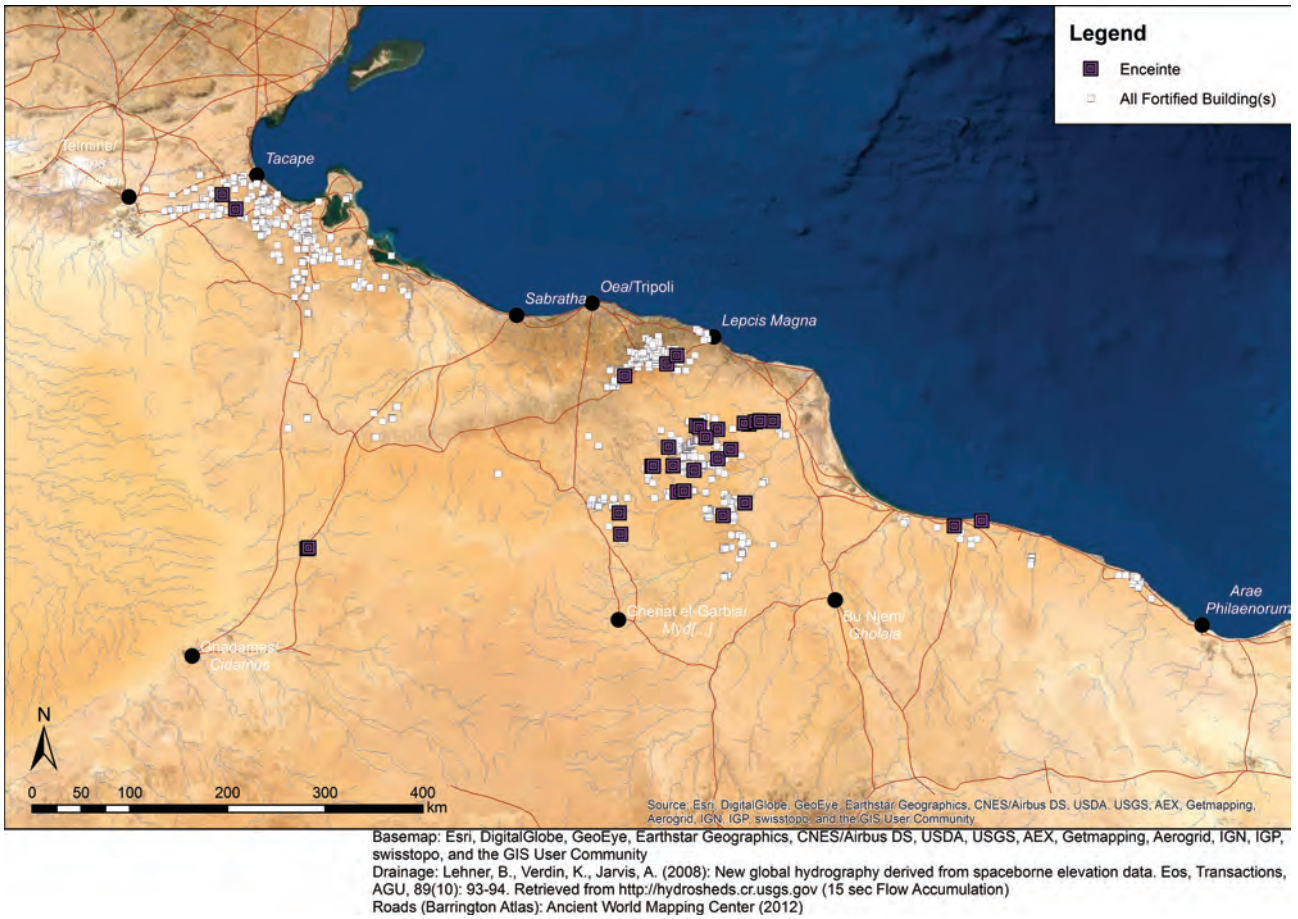 Legend
Enceinte
All Fortified Building(s)
Telmine/
Tacape
Sabratha
Oea/Tripoli
Lepcis Magna
Gheriat el-Garbia/
Myd[...]
Bu Njem/
Gholaia
Arae
Philaenorum
Ghadames/
Cidamus
N
0 50 100 200 300 400
km
Source: Esri, DigitalGlobe, GeoEye, Earthstar Geographics, CNES/Airbus DS, USDA, USGS, AEX, Getmapping,
Aerogrid, IGN, IGP, swisstopo, and the GIS User Community
Basemap: Esri, DigitalGlobe, GeoEye, Earthstar Geographics, CNES/Airbus DS, USDA, USGS, AEX, Getmapping, Aerogrid, IGN, IGP,
swisstopo, and the GIS User Community
Drainage: Lehner, B., Verdin, K., Jarvis, A. (2008): New global hydrography derived from spaceborne elevation data. Eos, Transactions,
AGU, 89(10): 93-94. Retrieved from http://hydrosheds.cr.usgs.gov (15 sec Flow Accumulation)
Roads (Barrington Atlas): Ancient World Mapping Center (2012)